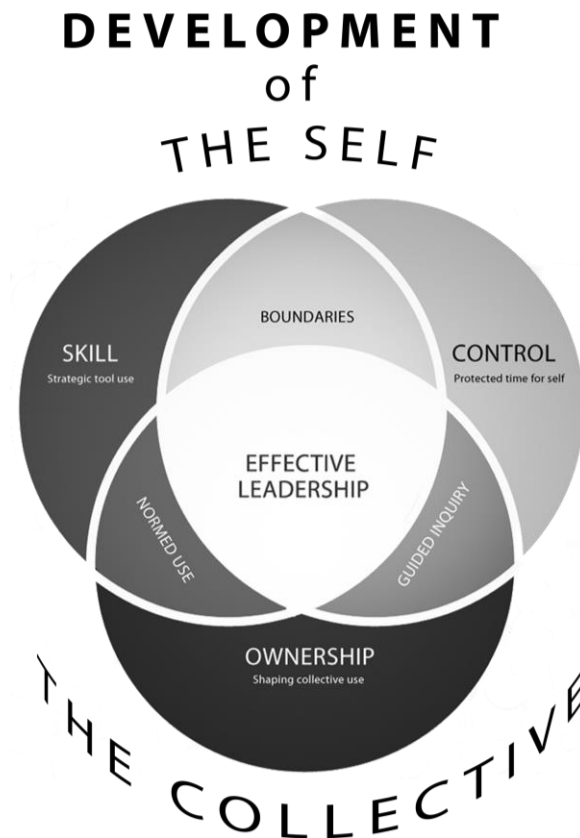 DEVELOPMENT
of
THE SELF
BOUNDARIES
SKILL
Strategic tool use
CONTROL
Protected time for self
EFFECTIVE
LEADERSHIP
NORMED USE
GUIDED INQUIRY
OWNERSHIP
Shaping collective use
THE COLLECTIVE